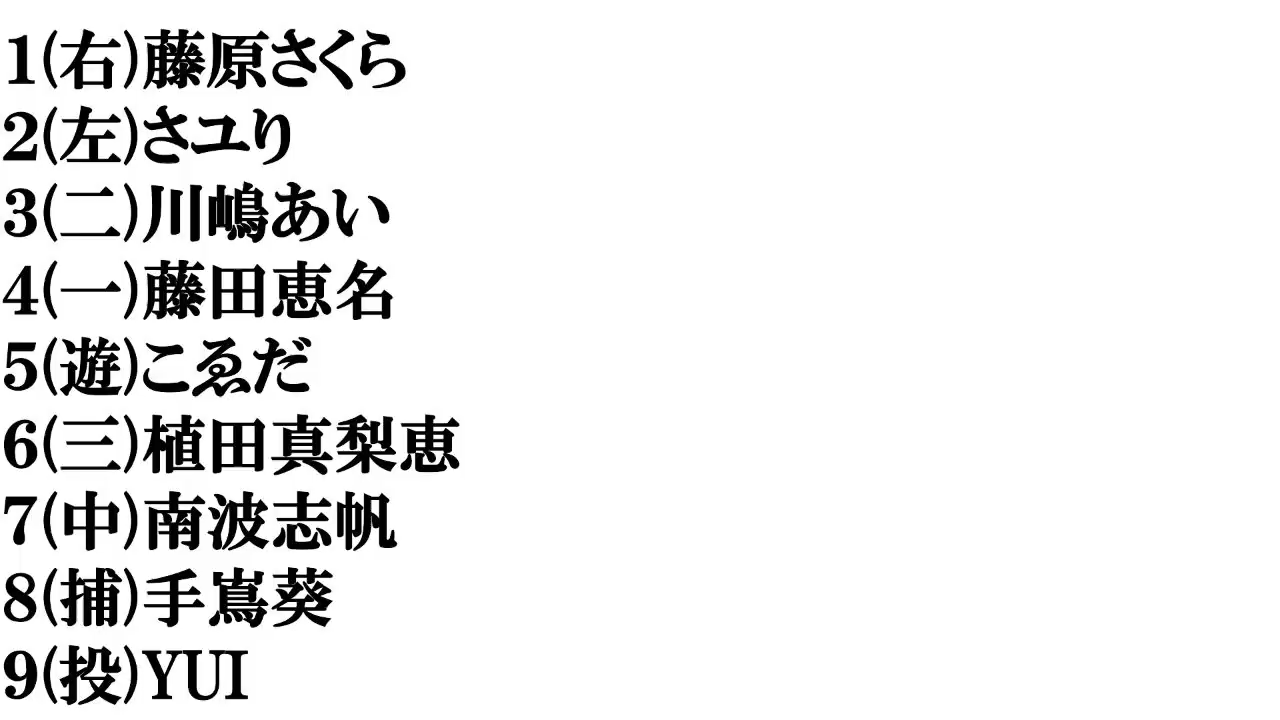 1(右)藤原さくら
2(左)さユり
3(二)川嶋あい
4(一)藤田恵名
5(遊)こゑだ
6(三)植田真梨恵
7(中)南波志帆
8(捕)手嶌葵
9(投)YUI